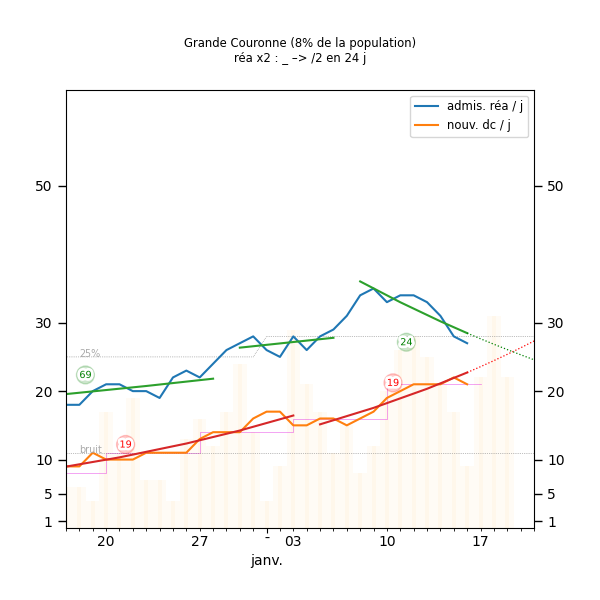 Grande Couronne (8% de la population)
réa x2 : _ –> /2 en 24 j
admis. réa / j
nouv. dc / j
50 50
30 30
25%
24
69
19
20 20
19
bruit
10 10
5 5
1 1
20 27 - 03 10 17
janv.